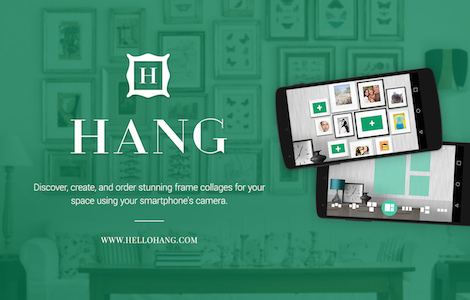 H
HANG
Discover, create, and order stunning frame collages for your
space using your smartphone's camera.
WWW.HELLOHANG.COM